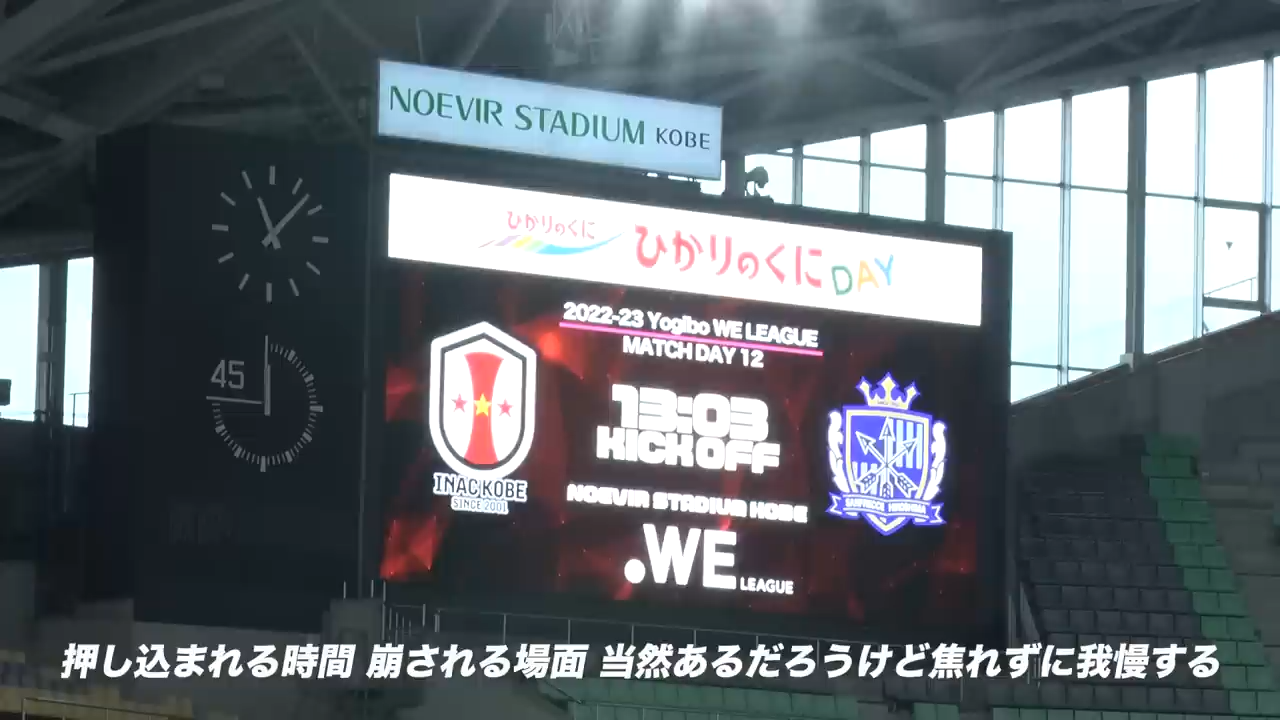 NOEVIR STADIUM KOBE
ひかりのくに
ひかりのくにDAY
2022-23 Yogibo WE LEAGUE
MATCH DAY 12
13:03
KICK OFF
NOEVIR STADIUM KOBE
.WE LEAGUE
INAC KOBE
SINCE 2001
SANFRECCE HIROSHIMA
45
押し込まれる時間 崩される場面 当然あるだろうけど焦れずに我慢する